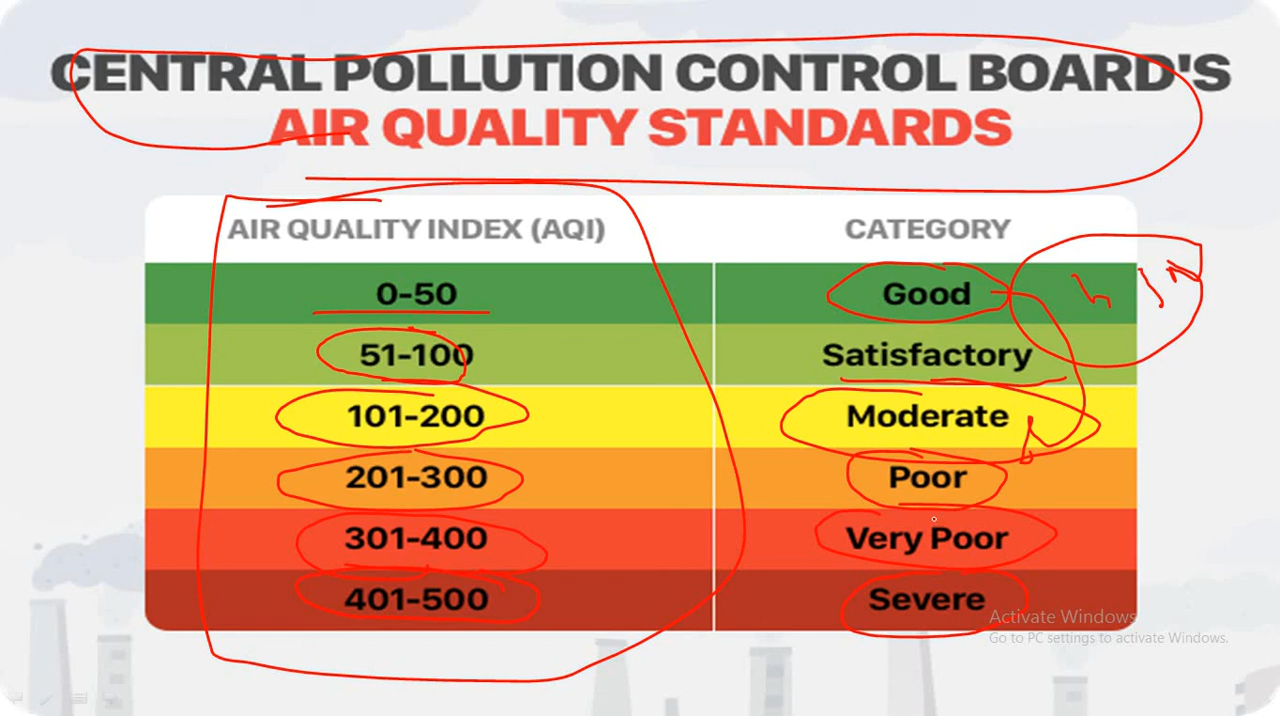 CENTRAL POLLUTION CONTROL BOARD'S
AIR QUALITY STANDARDS
AIR QUALITY INDEX (AQI) CATEGORY
0-50 Good
51-100 Satisfactory
101-200 Moderate
201-300 Poor
301-400 Very Poor
401-500 Severe
Activate Windows
Go to PC settings to activate Windows.